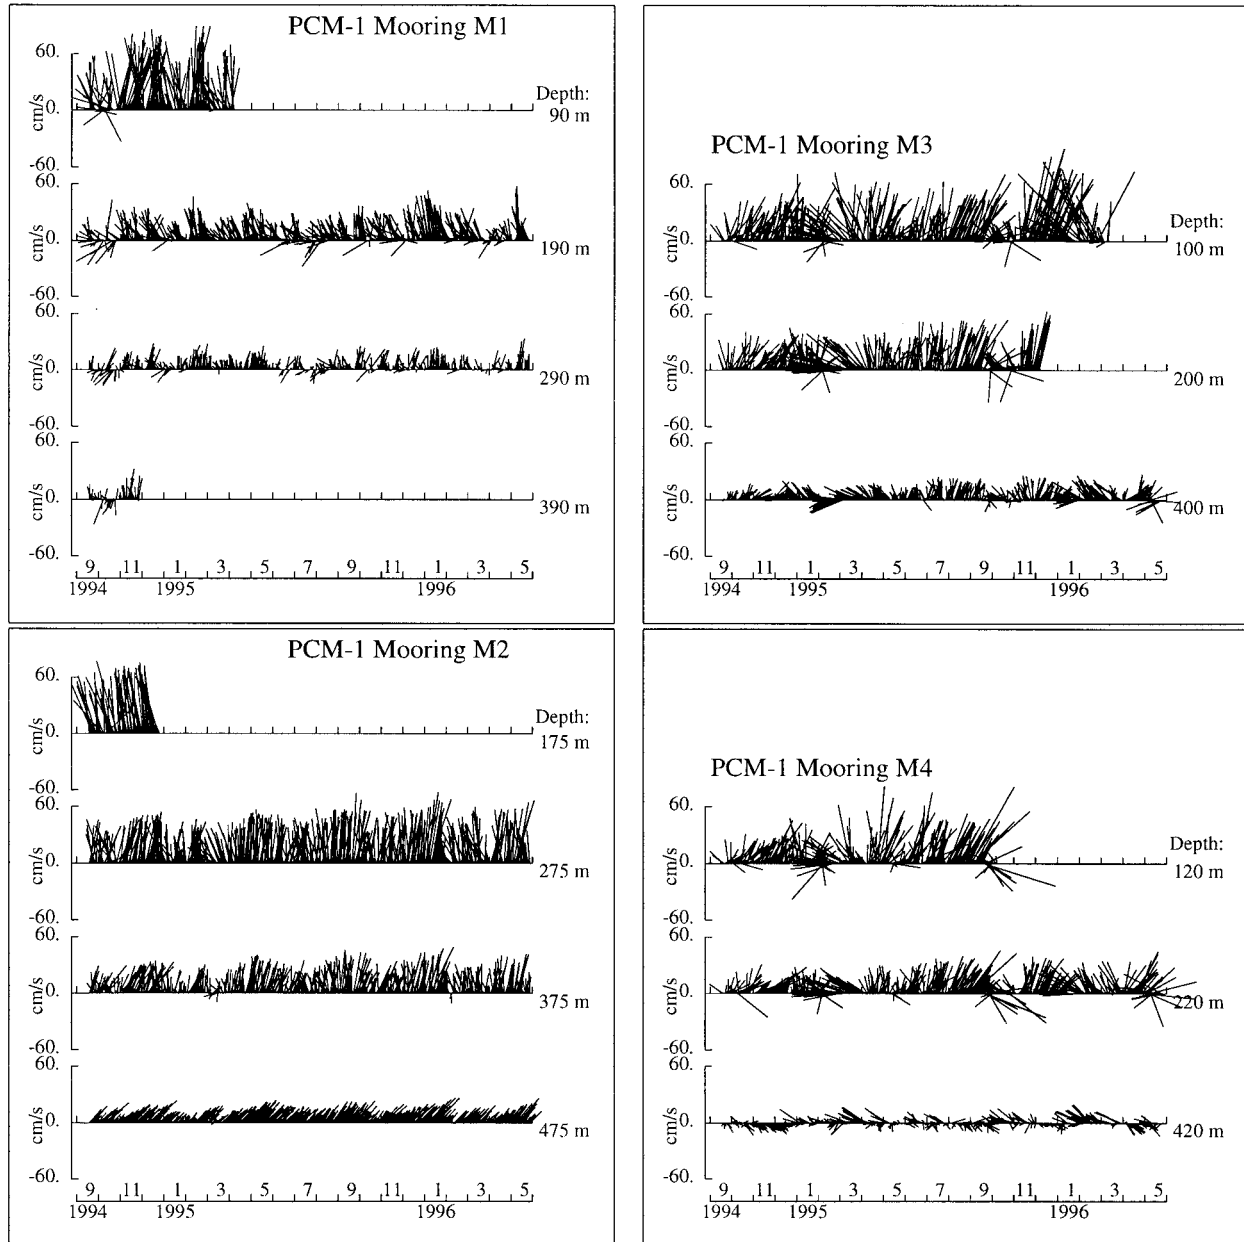 PCM-1 Mooring M1
60.
cm/s
0.
-60.
Depth:
90 m
60.
cm/s
0.
-60.
190 m
60.
cm/s
0.
-60.
290 m
60.
cm/s
0.
-60.
390 m
9 11 1 3 5 7 9 11 1 3 5
1994 1995 1996
PCM-1 Mooring M3
60.
cm/s
0.
-60.
Depth:
100 m
60.
cm/s
0.
-60.
200 m
60.
cm/s
0.
-60.
400 m
9 11 1 3 5 7 9 11 1 3 5
1994 1995 1996
PCM-1 Mooring M2
60.
cm/s
0.
-60.
Depth:
175 m
60.
cm/s
0.
-60.
275 m
60.
cm/s
0.
-60.
375 m
60.
cm/s
0.
-60.
475 m
9 11 1 3 5 7 9 11 1 3 5
1994 1995 1996
PCM-1 Mooring M4
60.
cm/s
0.
-60.
Depth:
120 m
60.
cm/s
0.
-60.
220 m
60.
cm/s
0.
-60.
420 m
9 11 1 3 5 7 9 11 1 3 5
1994 1995 1996